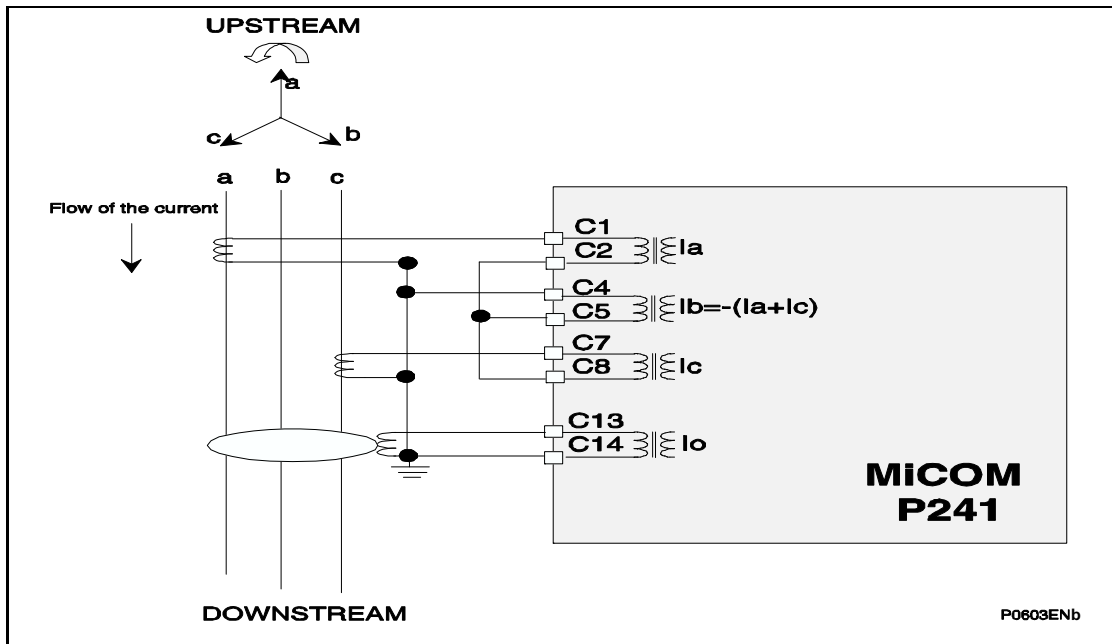 UPSTREAM
a
c
b
a b c
Flow of the current
C1
C2
Ia
C4
C5
Ib=-(Ia+Ic)
C7
C8
Ic
C13
C14
Io
MiCOM
P241
DOWNSTREAM
P0603ENb